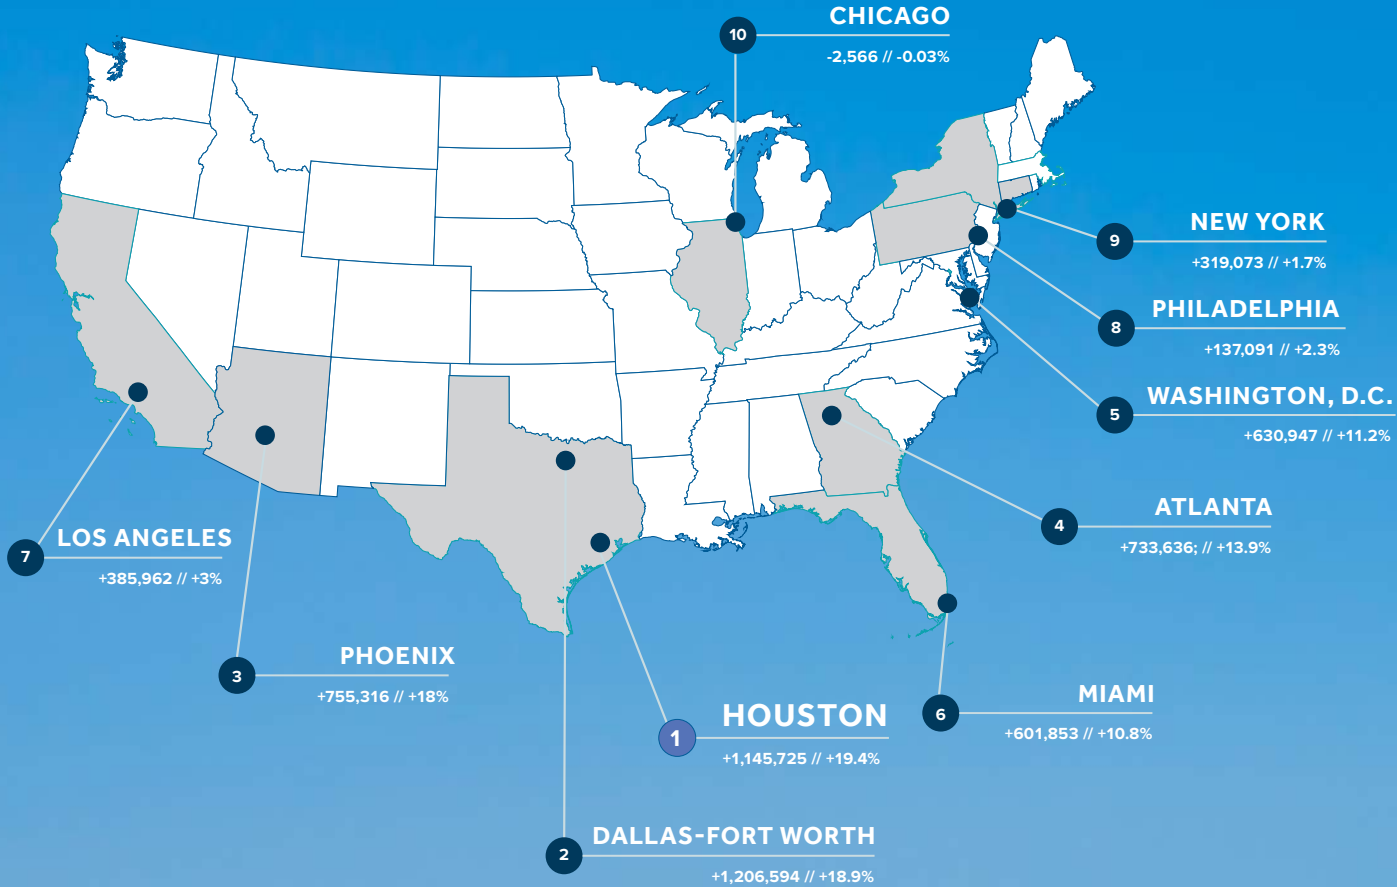 10
CHICAGO
-2,566 // -0.03%
9
NEW YORK
+319,073 // +1.7%
8
PHILADELPHIA
+137,091 // +2.3%
5
WASHINGTON, D.C.
+630,947 // +11.2%
4
ATLANTA
+733,636; // +13.9%
7
LOS ANGELES
+385,962 // +3%
3
PHOENIX
+755,316 // +18%
6
MIAMI
+601,853 // +10.8%
1
HOUSTON
+1,145,725 // +19.4%
2
DALLAS-FORT WORTH
+1,206,594 // +18.9%